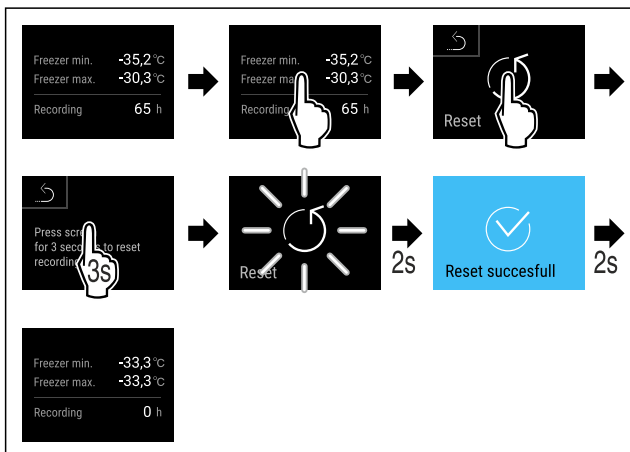 Freezer min. -35,2°C
Freezer max. -30,3°C
Recording 65 h
Freezer min. -35,2°C
Freezer -30,3°C
Recording 65 h
Reset
Press
for 3 to reset
3s
Reset
2s
Reset succesfull
2s
Freezer min. -33,3°C
Freezer max. -33,3°C
Recording 0 h